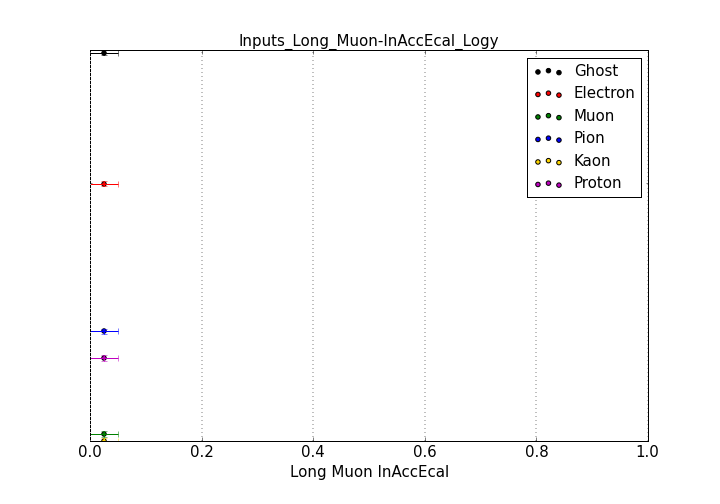 Inputs_Long_Muon-InAccEcal_Logy
Ghost
Electron
Muon
Pion
Kaon
Proton
0.0 0.2 0.4 0.6 0.8 1.0
Long Muon InAccEcal